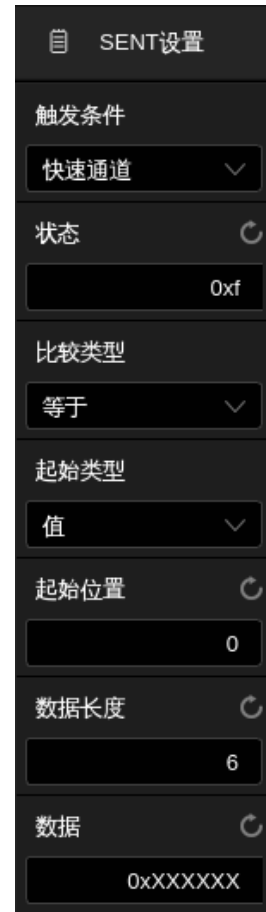 SENT设置
触发条件
快速通道
状态
0xf
比较类型
等于
起始类型
值
起始位置
0
数据长度
6
数据
0xXXXXXX